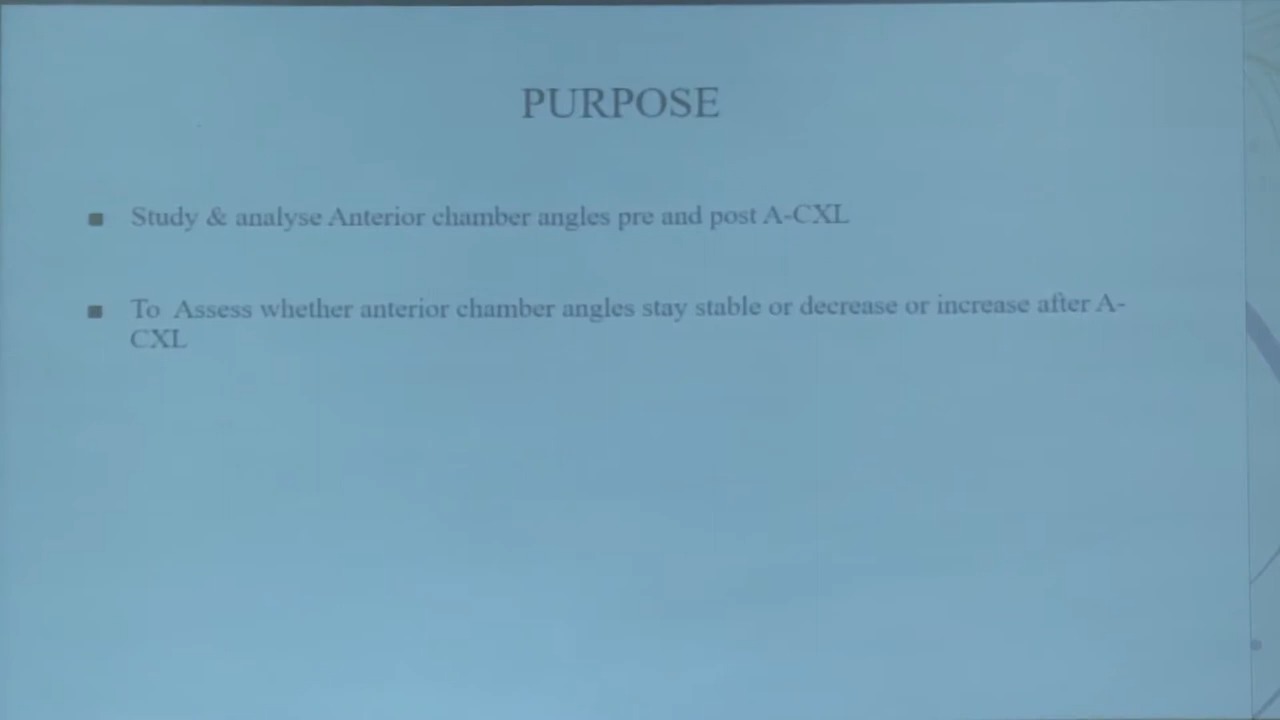 PURPOSE
Study & analyse Anterior chamber angles pre and post A-CXL
To Assess whether anterior chamber angles stay stable or decrease or increase after A-
CXL